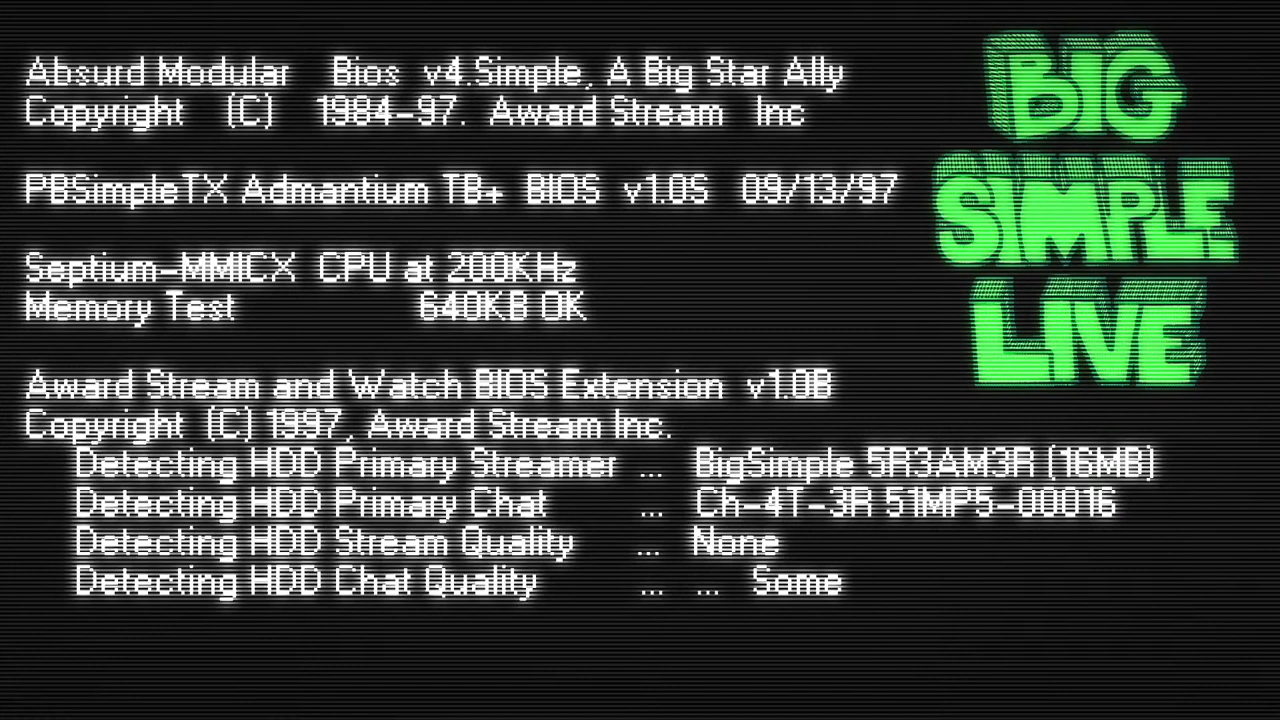 Absurd Modular Bios v4.Simple, A Big Star Ally
Copyright (C) 1984-97. Award Stream Inc
BIG
SIMPLE
LIVE
PBSimpleTX Admantium TB+ BIOS v1.0S 09/13/97
Septium-MMICX CPU at 200KHz
Memory Test 640KB OK
Award Stream and Watch BIOS Extension v1.0B
Copyright (C) 1997, Award Stream Inc.
Detecting HDD Primary Streamer ... BigSimple 5R3AM3R (16MB)
Detecting HDD Primary Chat ... Ch-4T-3R 51MP5-00016
Detecting HDD Stream Quality ... None
Detecting HDD Chat Quality ... ... Some